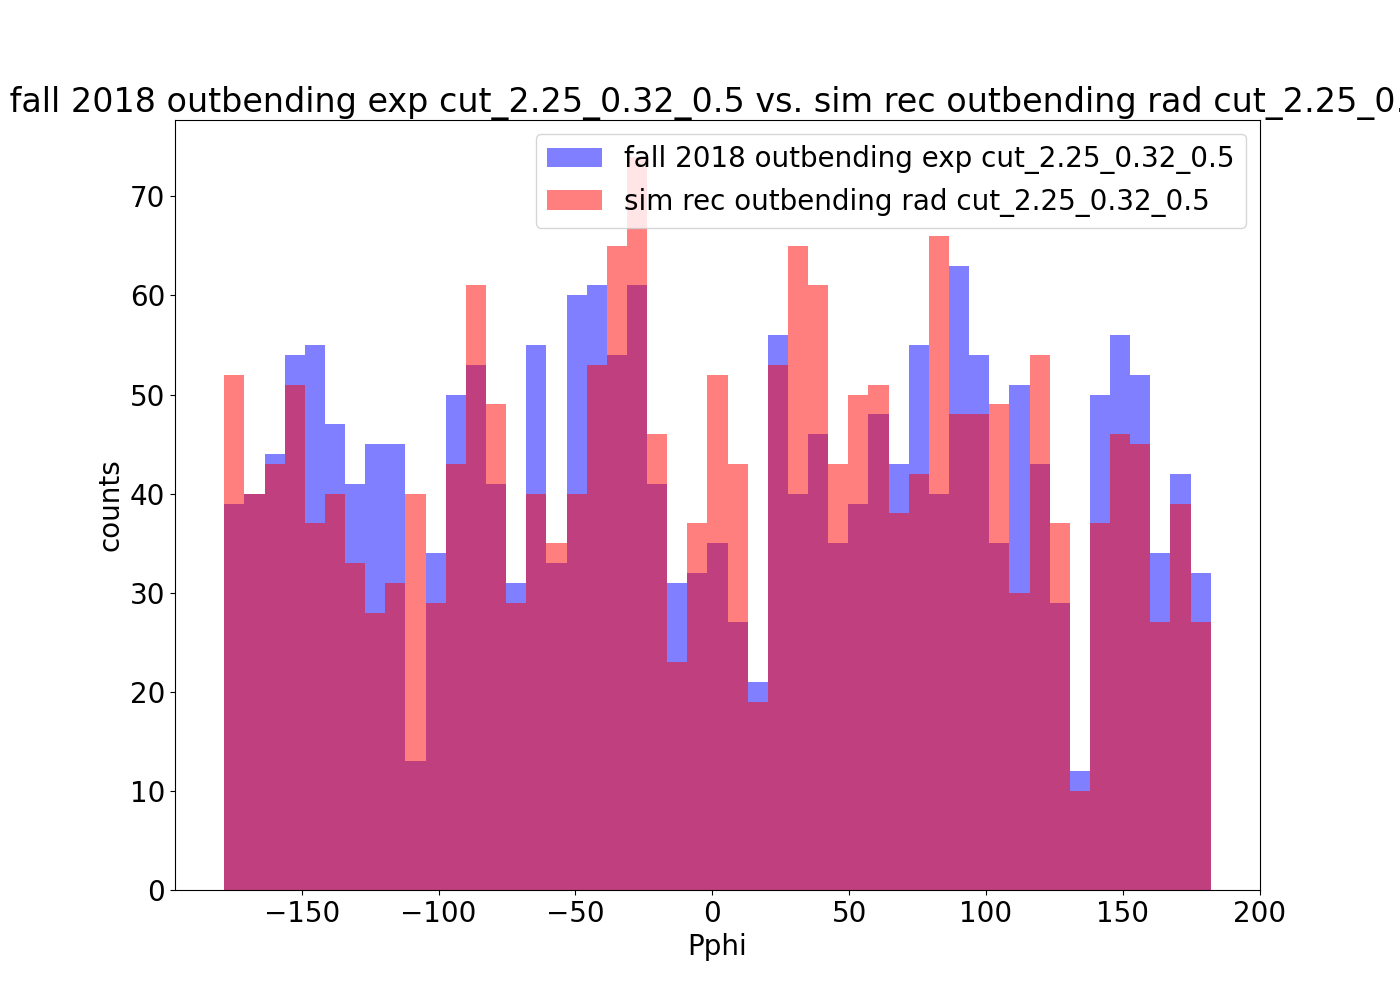 fall 2018 outbending exp cut_2.25_0.32_0.5 vs. sim rec outbending rad cut_2.25_0.
fall 2018 outbending exp cut_2.25_0.32_0.5
sim rec outbending rad cut_2.25_0.32_0.5
70
60
50
40
30
20
10
0
counts
−150 −100 −50 0 50 100 150 200
Pphi